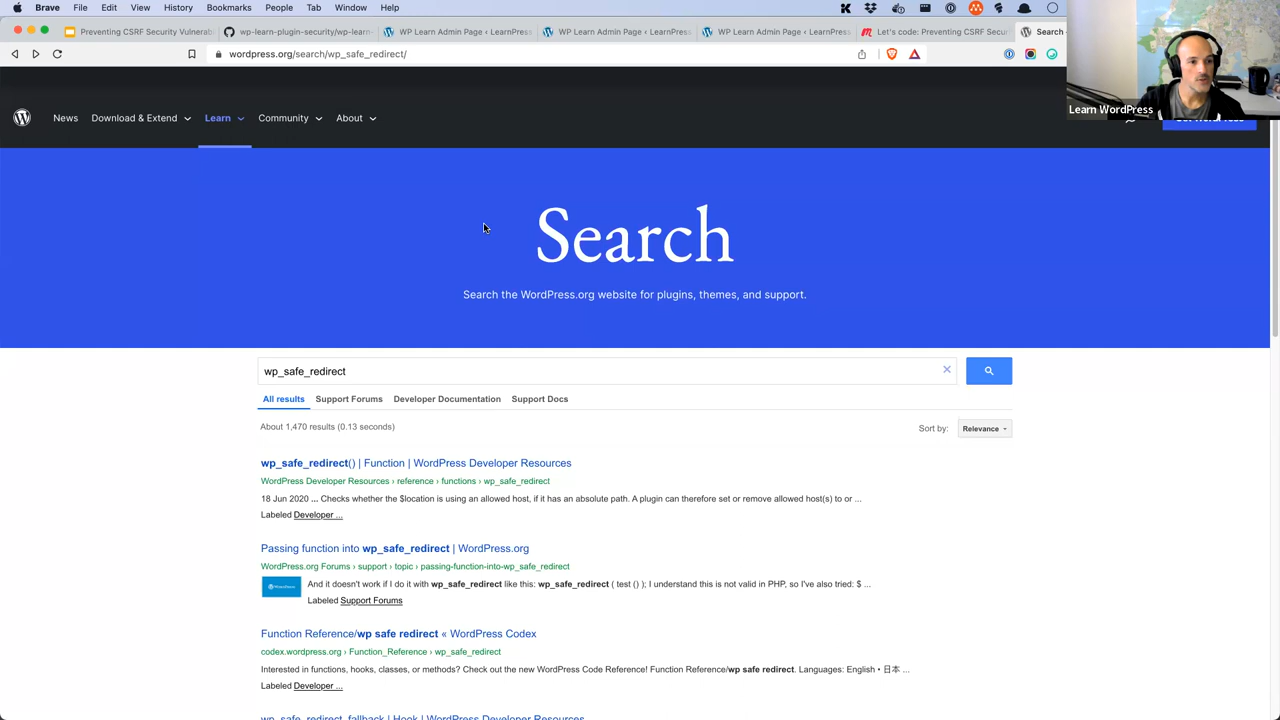 Brave File Edit View History Bookmarks People Tab Window Help
Preventing CSRF Security Vulnerab
wp-learn-plugin-security/wp-learn-
WP Learn Admin Page ‹ LearnPress
WP Learn Admin Page ‹ LearnPress
WP Learn Admin Page ‹ LearnPress
Let's code: Preventing CSRF Secur
Search
wordpress.org/search/wp_safe_redirect/
Learn WordPress
News Download & Extend Learn Community About
Search
Search the WordPress.org website for plugins, themes, and support.
wp_safe_redirect
All results Support Forums Developer Documentation Support Docs
About 1,470 results (0.13 seconds)
Sort by: Relevance
wp_safe_redirect() | Function | WordPress Developer Resources
WordPress Developer Resources › reference › functions › wp_safe_redirect
18 Jun 2020 ... Checks whether the $location is using an allowed host, if it has an absolute path. A plugin can therefore set or remove allowed host(s) to or ...
Labeled Developer ...
Passing function into wp_safe_redirect | WordPress.org
WordPress.org Forums › support › topic › passing-function-into-wp_safe_redirect
And it doesn't work if I do it with wp_safe_redirect like this: wp_safe_redirect ( test () ); I understand this is not valid in PHP, so I've also tried: $ ...
Labeled Support Forums
Function Reference/wp safe redirect « WordPress Codex
codex.wordpress.org › Function_Reference › wp_safe_redirect
Interested in functions, hooks, classes, or methods? Check out the new WordPress Code Reference! Function Reference/wp safe redirect. Languages: English • 日本 ...
Labeled Developer ...
wp_safe_redirect_fallback | Hook | WordPress Developer Resources